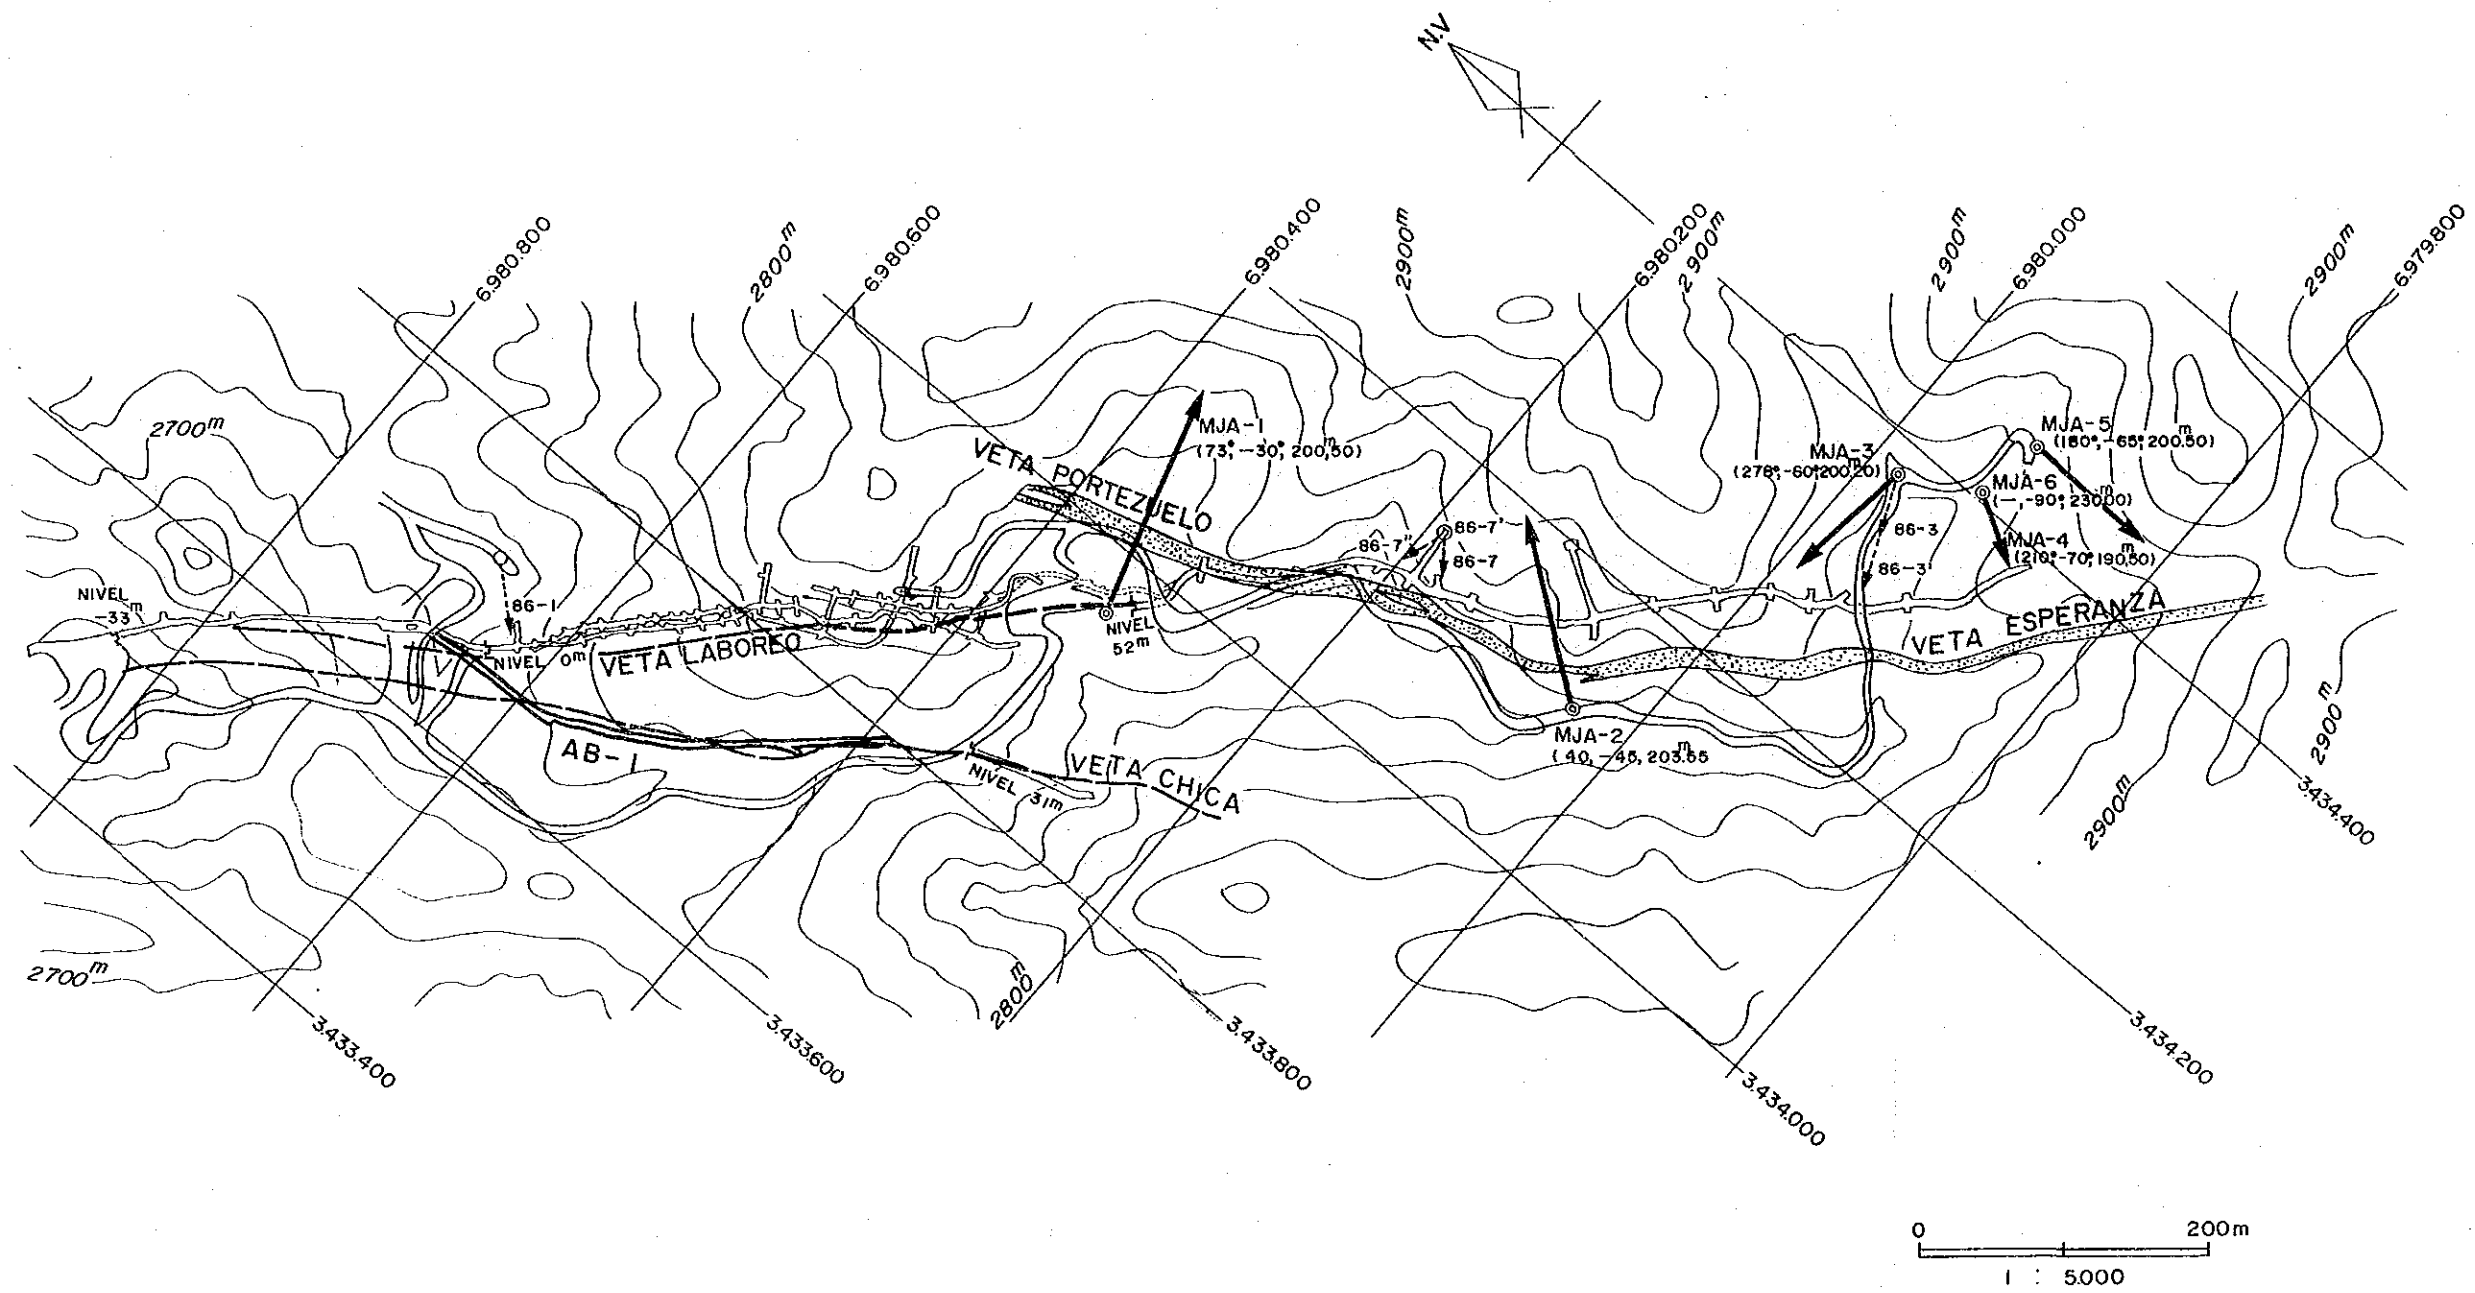 N.V
6.980.800
2800m
6.980.600
6.980.400
2900m
6.980.200
2900m
2900m
6.980.000
2900m
6.979.800
2700m
MJA-1
(73°, -30°, 200,50)m
VETA PORTEZUELO
MJA-3
(278°, -60°, 200.20)m
MJA-5
(180°, -65°, 200.50)m
MJA-6
(—, -90°, 230.00)m
86-7'
86-7''
86-7
86-3
86-3'
MJA-4
(210°, -70°, 190,50)m
NIVEL
-33m
86-1
NIVEL 0m
VETA LABOREO
NIVEL
52m
VETA ESPERANZA
V
AB-1
NIVEL 31m
VETA CHICA
MJA-2
(40, -45, 203.55m
2900m
3.434.400
2900m
2700m
2800m
3.433.400
3.433.600
3.433.800
3.434.000
3.434.200
0 200m
1 : 5.000